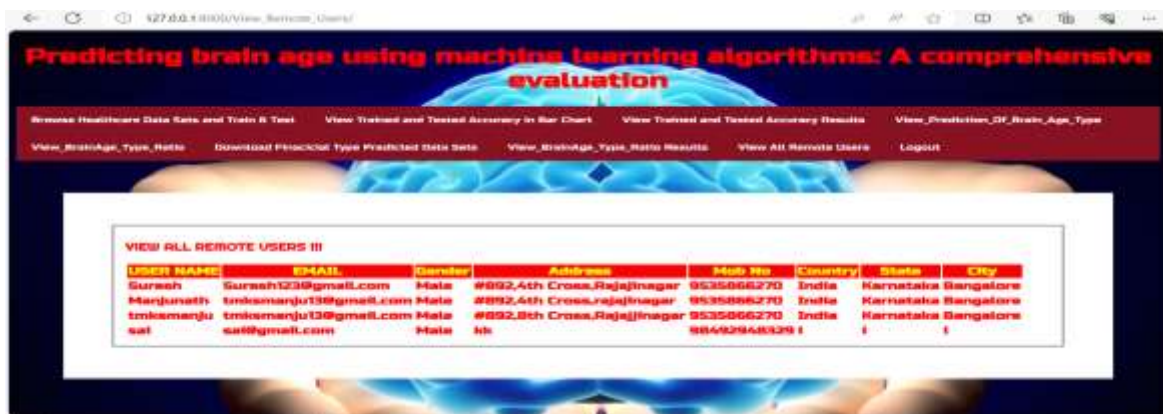 127.0.0.1:8000/View_Remote_Users/
Predicting brain age using machine learning algorithms: A comprehensive
evaluation
Browse Healthcare Data Sets and Train & Test View Trained and Tested Accuracy in Bar Chart View Trained and Tested Accuracy Results View_Prediction_Of_Brain_Age_Type
View_BrainAge_Type_Ratio Download Predicted Data Sets View_BrainAge_Type_Ratio Results View All Remote Users Logout
VIEW ALL REMOTE USERS !!!
USER NAME EMAIL Gender Address Mob No Country State City
Suresh Suresh123@gmail.com Male #892,4th Cross,Rajajinagar 9535866270 India Karnataka Bangalore
Manjunath tmksmanju13@gmail.com Male #892,4th Cross,rajajinagar 9535866270 India Karnataka Bangalore
tmksmanju tmksmanju13@gmail.com Male #892,8th Cross,Rajajjinagar 9535866270 India Karnataka Bangalore
sai sai@gmail.com Male kk 98492948329